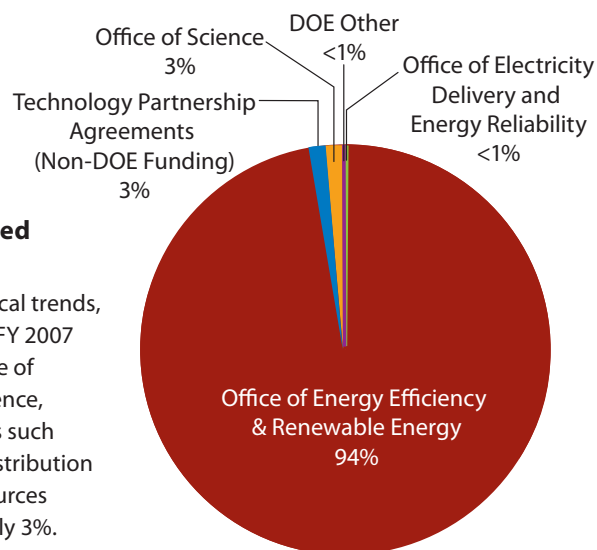 DOE Other
<1%
Office of Science
3%
Office of Electricity
Delivery and
Energy Reliability
<1%
Technology Partnership
Agreements
(Non-DOE Funding)
3%
Office of Energy Efficiency
& Renewable Energy
94%
ed
cal trends,
FY 2007
e of
ence,
s such
stribution
urces
ly 3%.